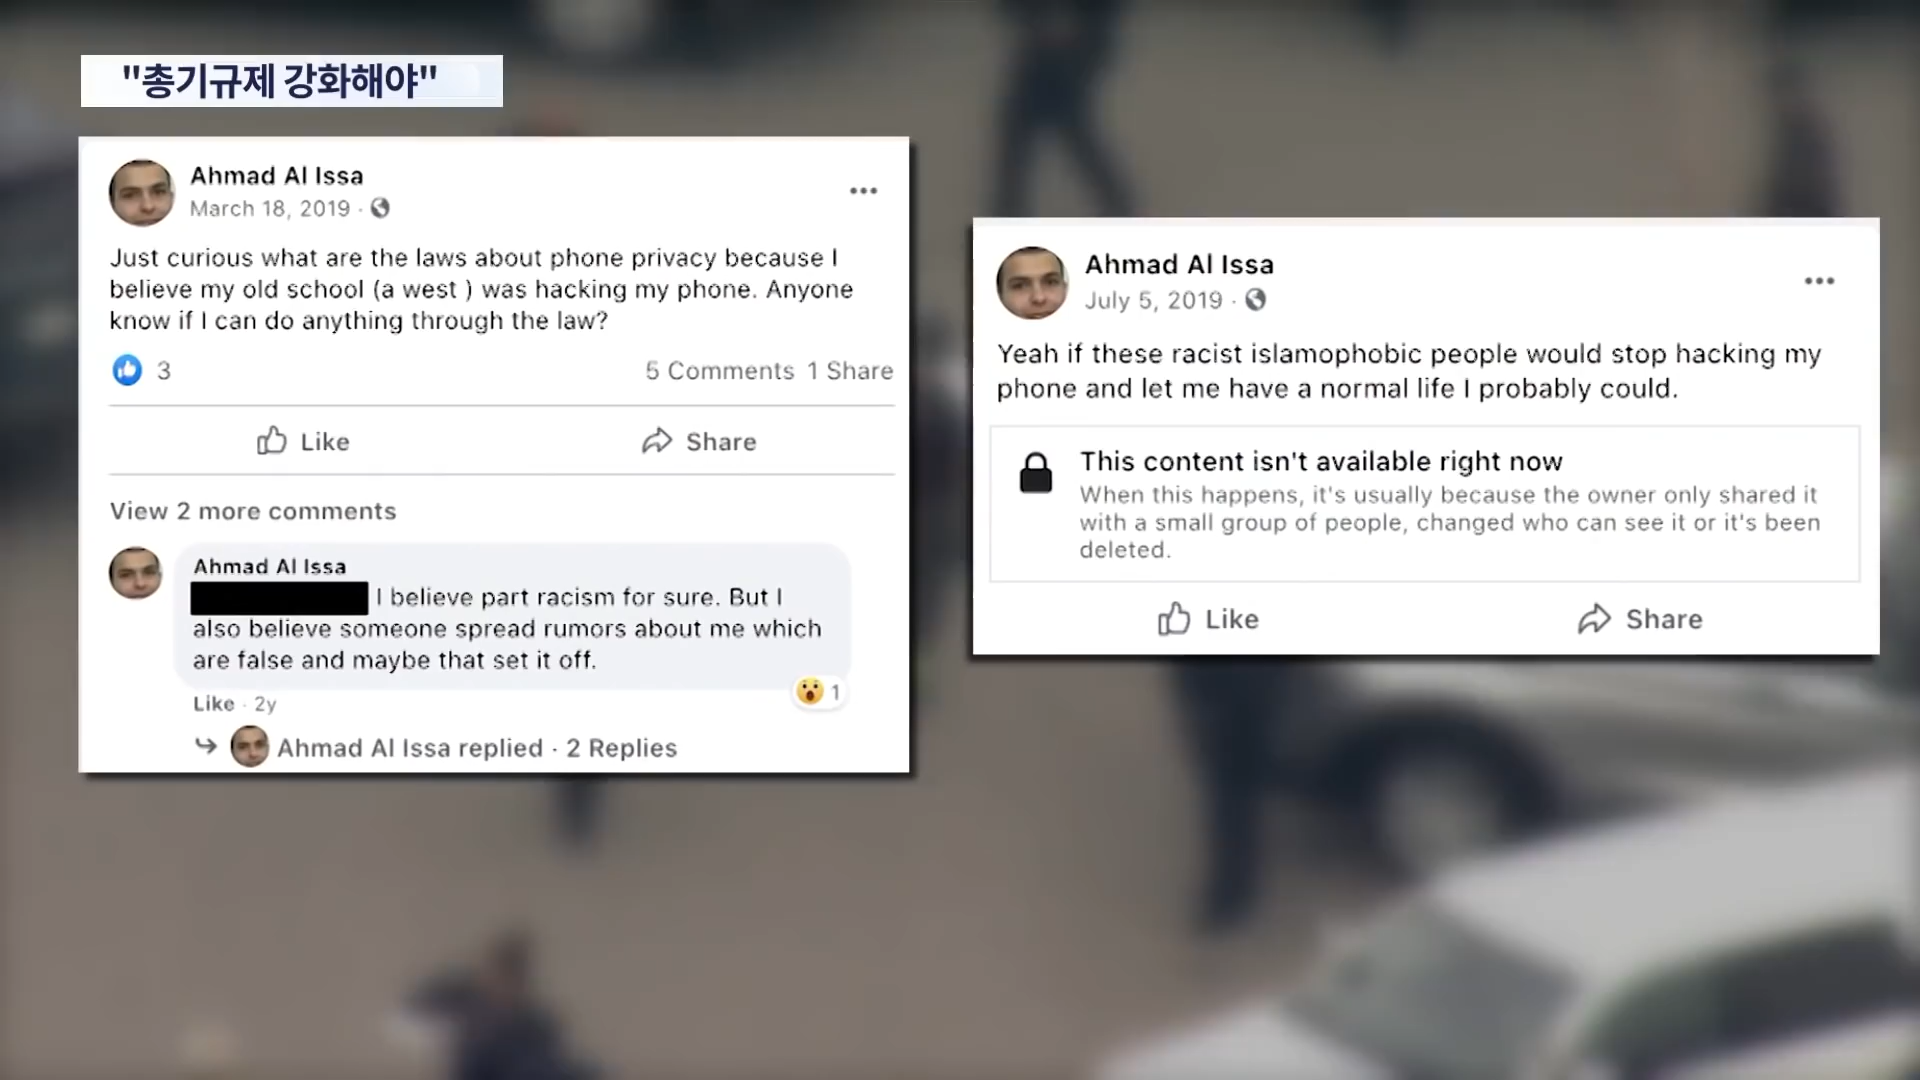 "총기규제 강화해야"
Ahmad Al Issa
March 18, 2019 ·
Just curious what are the laws about phone privacy because I
believe my old school (a west ) was hacking my phone. Anyone
know if I can do anything through the law?
3
5 Comments 1 Share
Like
Share
View 2 more comments
Ahmad Al Issa
I believe part racism for sure. But I
also believe someone spread rumors about me which
are false and maybe that set it off.
1
Like · 2y
Ahmad Al Issa replied · 2 Replies
Ahmad Al Issa
July 5, 2019 ·
Yeah if these racist islamophobic people would stop hacking my
phone and let me have a normal life I probably could.
This content isn't available right now
When this happens, it's usually because the owner only shared it
with a small group of people, changed who can see it or it's been
deleted.
Like
Share